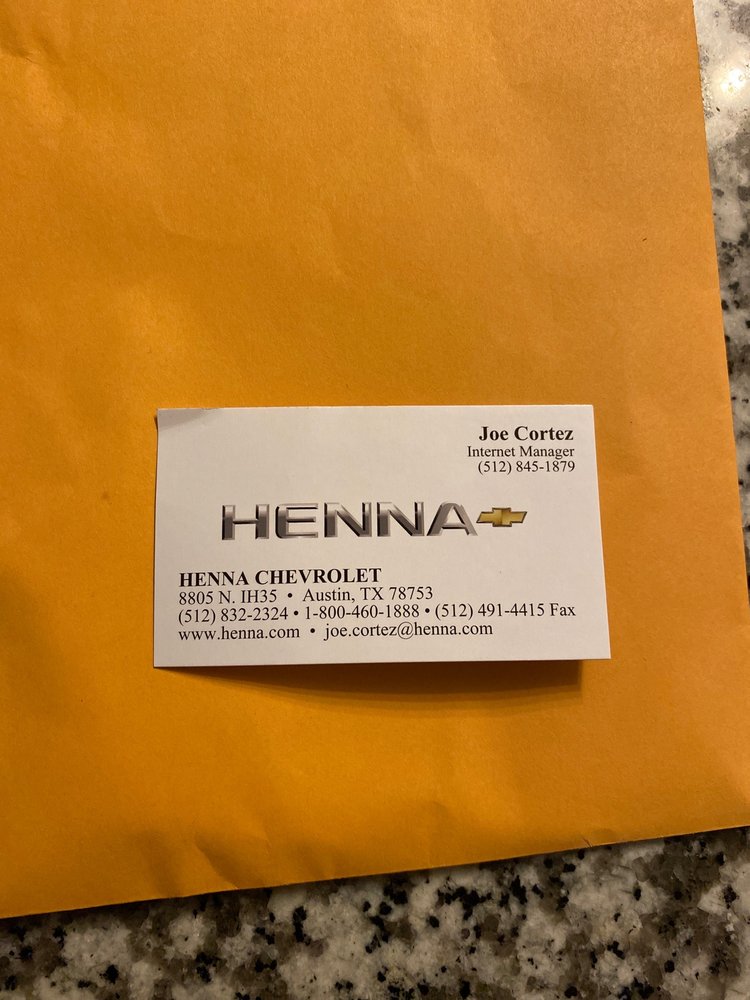 Joe Cortez
Internet Manager
(512) 845-1879
HENNA
HENNA CHEVROLET
8805 N. IH35 • Austin, TX 78753
(512) 832-2324 • 1-800-460-1888 • (512) 491-4415 Fax
www.henna.com • joe.cortez@henna.com